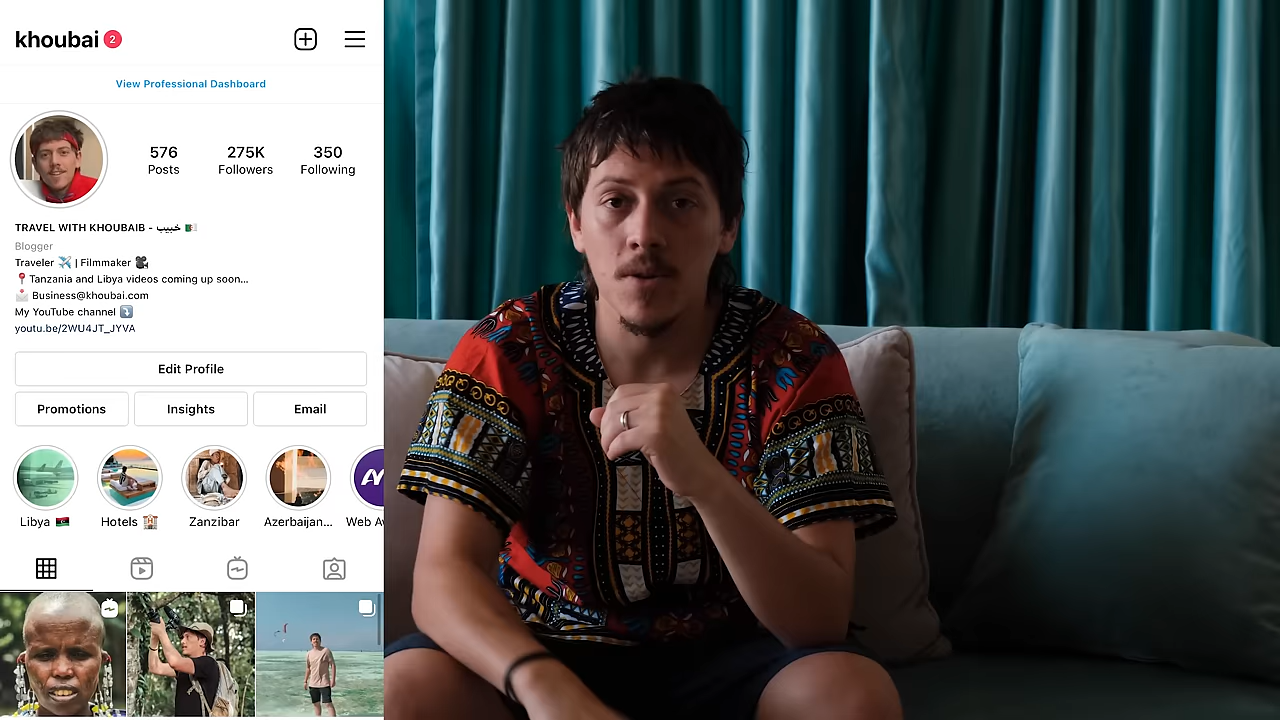 khoubai 2
View Professional Dashboard
576 275K 350
Posts Followers Following
TRAVEL WITH KHOUBAIB - خبيب 🇩🇿
Blogger
Traveler ✈️ | Filmmaker 🎥
📍Tanzania and Libya videos coming up soon...
📩 Business@khoubai.com
My YouTube channel ⤵️
youtu.be/2WU4JT_JYVA
Edit Profile
Promotions Insights Email
Libya 🇱🇾 Hotels 🏨 Zanzibar Azerbaijan... Web Aw